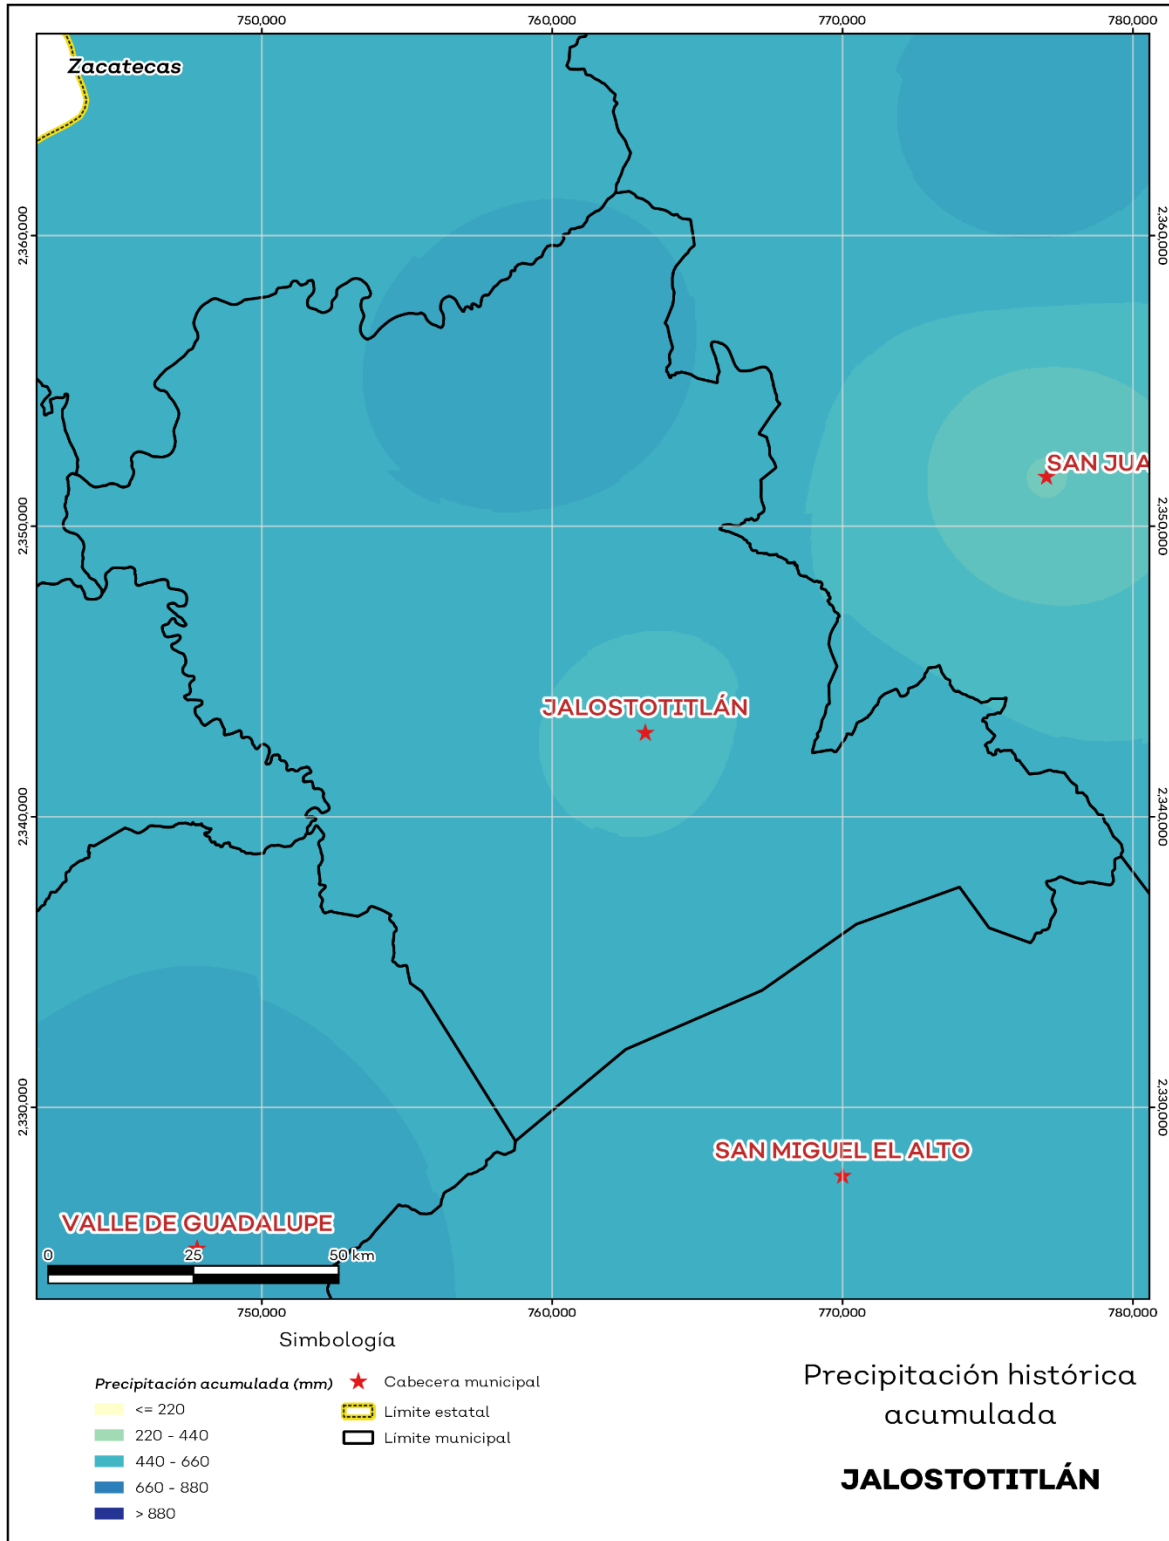 750,000 760,000 770,000 780,000
Zacatecas
2,360,000 2,360,000
SAN JUA
2,350,000 2,350,000
JALOSTOTITLÁN
2,340,000 2,340,000
2,330,000 2,330,000
SAN MIGUEL EL ALTO
VALLE DE GUADALUPE
0 25 50 km
750,000 760,000 770,000 780,000
Simbología
Precipitación acumulada (mm)
<= 220
220 - 440
440 - 660
660 - 880
> 880
Cabecera municipal
Límite estatal
Límite municipal
Precipitación histórica
acumulada
JALOSTOTITLÁN